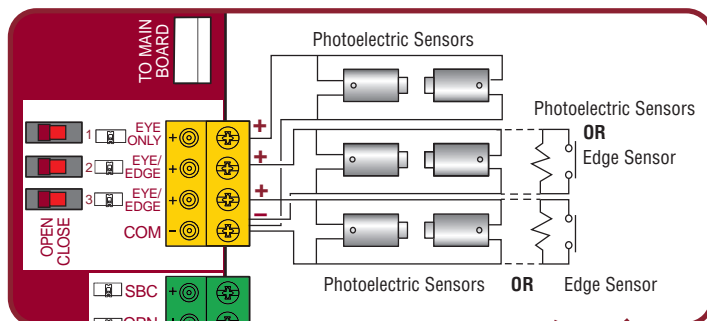 TO MAIN
BOARD
Photoelectric Sensors
1 EYE ONLY +
2 EYE/ EDGE +
3 EYE/ EDGE +
COM -
+
+
+
–
OPEN
CLOSE
Photoelectric Sensors
OR
Edge Sensor
Photoelectric Sensors OR Edge Sensor
SBC +